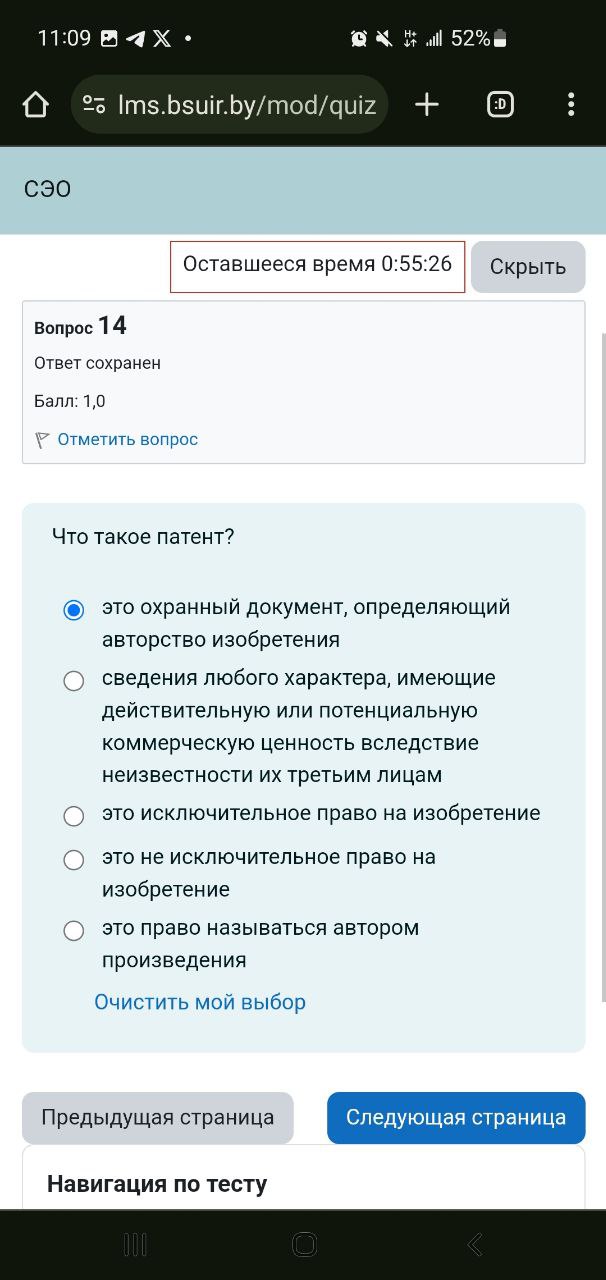 11:09
52%
lms.bsuir.by/mod/quiz
:D
СЭО
Оставшееся время 0:55:26
Скрыть
Вопрос 14
Ответ сохранен
Балл: 1,0
Отметить вопрос
Что такое патент?
это охранный документ, определяющий
авторство изобретения
сведения любого характера, имеющие
действительную или потенциальную
коммерческую ценность вследствие
неизвестности их третьим лицам
это исключительное право на изобретение
это не исключительное право на
изобретение
это право называться автором
произведения
Очистить мой выбор
Предыдущая страница
Следующая страница
Навигация по тесту